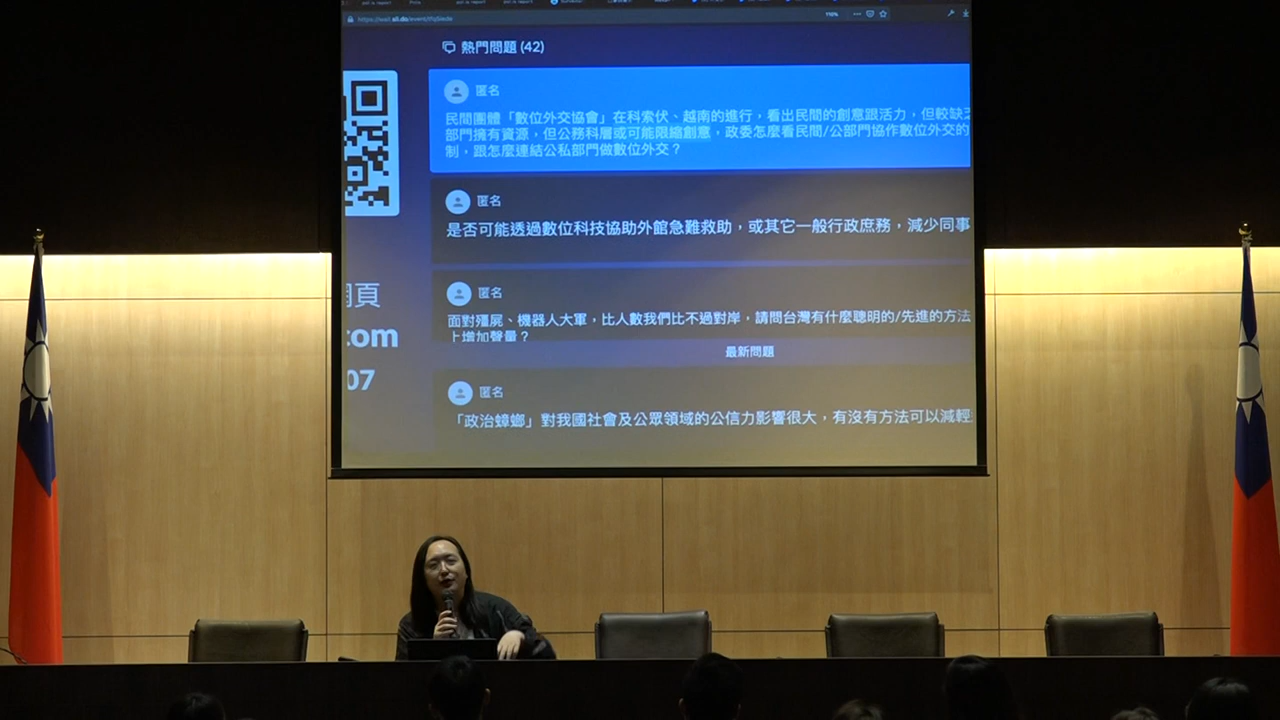 https://wall.sli.do/event/tfq5iede
110%
熱門問題 (42)
匿名
民間團體「數位外交協會」在科索伏、越南的進行，看出民間的創意跟活力，但較缺
部門擁有資源，但公務科層或可能限縮創意，政委怎麼看民間/公部門協作數位外交的
制，跟怎麼連結公私部門做數位外交？
匿名
是否可能透過數位科技協助外館急難救助，或其它一般行政庶務，減少同事
匿名
面對殭屍、機器人大軍，比人數我們比不過對岸，請問台灣有什麼聰明的/先進的方法
上增加聲量？
最新問題
匿名
「政治蟑螂」對我國社會及公眾領域的公信力影響很大，有沒有方法可以減輕
網頁
.com
07